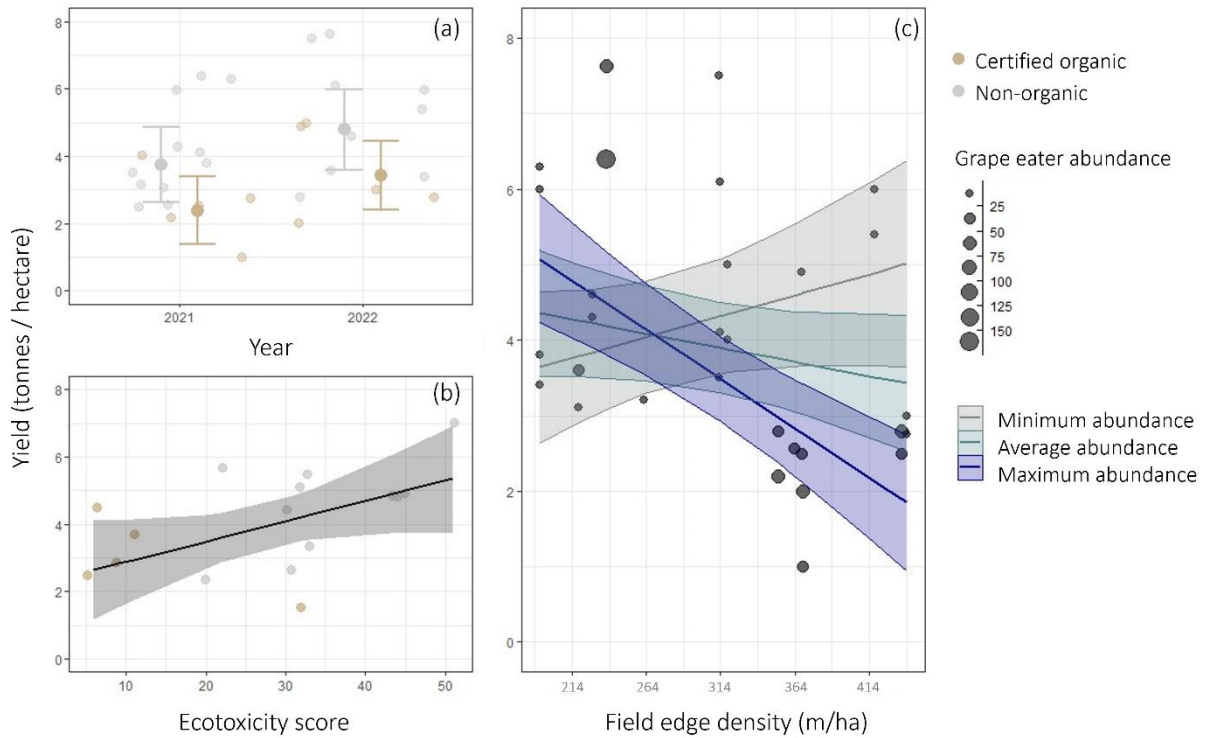 (a)
8
6
4
2
0
2021
2022
Year
Yield (tonnes / hectare)
(b)
8
6
4
2
0
10
20
30
40
50
Ecotoxicity score
(c)
8
6
4
2
0
214
264
314
364
414
Field edge density (m/ha)
Certified organic
Non-organic
Grape eater abundance
25
50
75
100
125
150
Minimum abundance
Average abundance
Maximum abundance